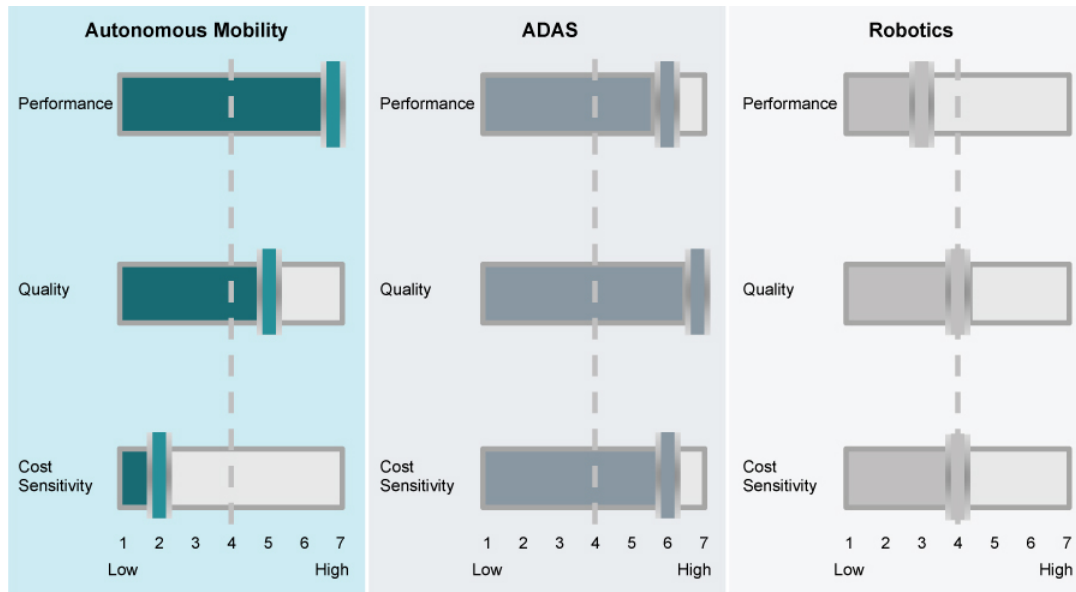 Autonomous Mobility
Performance
Quality
Cost
Sensitivity
1 2 3 4 5 6 7
Low High
ADAS
Performance
Quality
Cost
Sensitivity
1 2 3 4 5 6 7
Low High
Robotics
Performance
Quality
Cost
Sensitivity
1 2 3 4 5 6 7
Low High